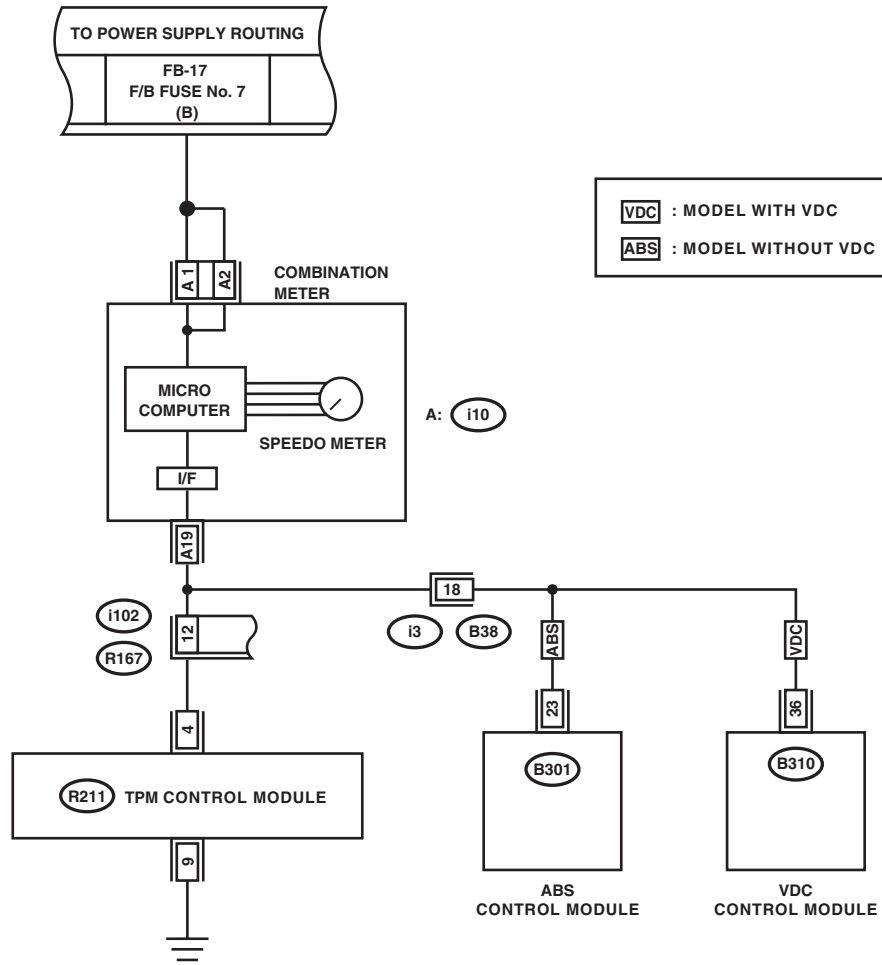 TO POWER SUPPLY ROUTING
FB-17
F/B FUSE No. 7
(B)
VDC : MODEL WITH VDC
ABS : MODEL WITHOUT VDC
A1
A2
COMBINATION
METER
MICRO
COMPUTER
SPEEDO METER
A: i10
I/F
A19
18
i102
12
i3
B38
ABS
VDC
R167
4
23
36
R211 TPM CONTROL MODULE
B301
B310
9
ABS
CONTROL MODULE
VDC
CONTROL MODULE